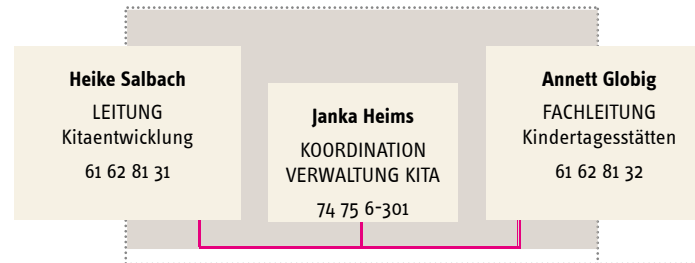 Heike Salbach
LEITUNG
Kitaentwicklung
61 62 81 31
Janka Heims
KOORDINATION
VERWALTUNG KITA
74 75 6-301
Annett Globig
FACHLEITUNG
Kindertagesstätten
61 62 81 32